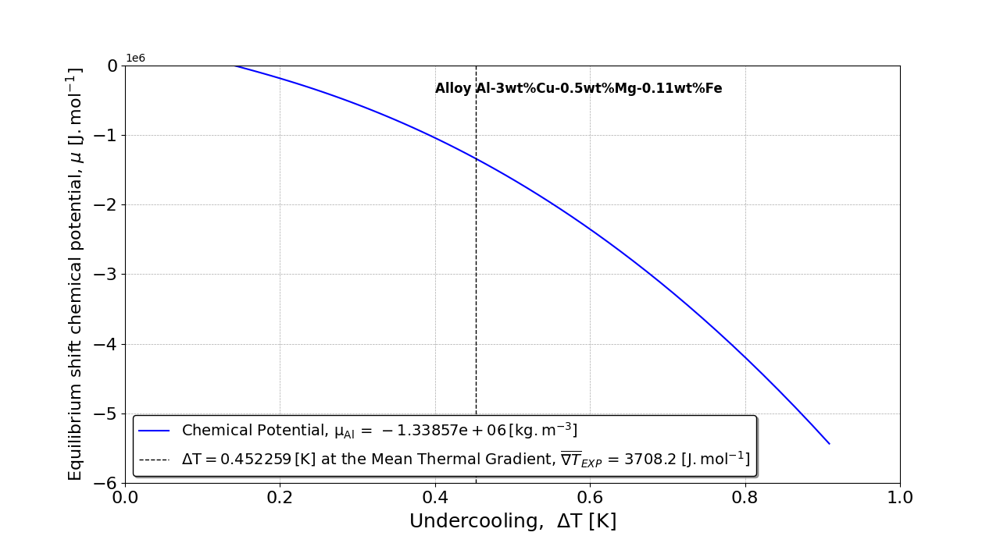 1e6
Alloy Al-3wt%Cu-0.5wt%Mg-0.11wt%Fe
Equilibrium shift chemical potential, μ [J. mol⁻¹]
0
−1
−2
−3
−4
−5
−6
Chemical Potential, μ_Al = −1.33857e + 06 [kg. m⁻³]
ΔT = 0.452259 [K] at the Mean Thermal Gradient, \overline{∇T}_EXP = 3708.2 [J. mol⁻¹]
0.0 0.2 0.4 0.6 0.8 1.0
Undercooling, ΔT [K]